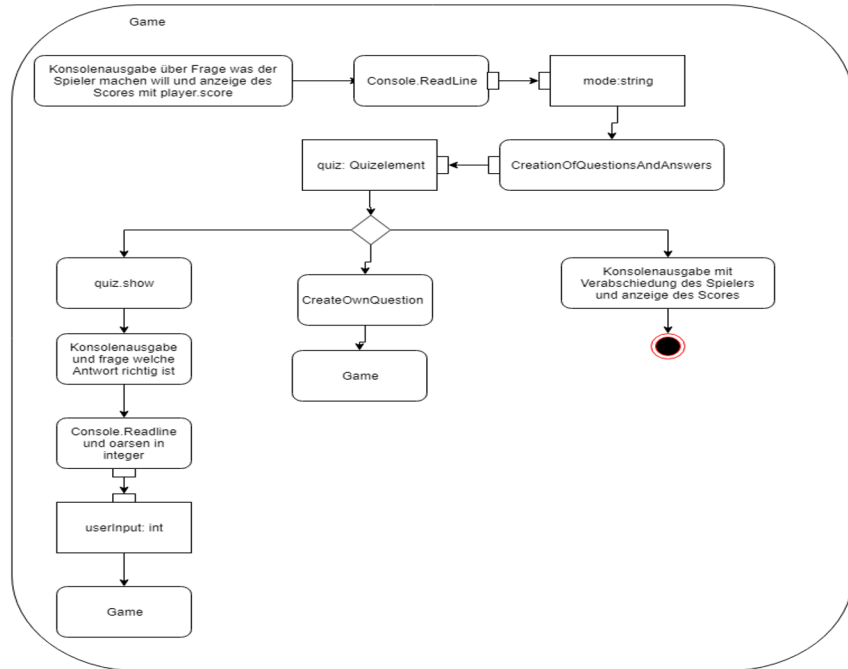 Game
Konsolenausgabe über Frage was der
Spieler machen will und anzeige des
Scores mit player.score
Console.ReadLine
mode:string
quiz: Quizelement
CreationOfQuestionsAndAnswers
quiz.show
Konsolenausgabe
und frage welche
Antwort richtig ist
Console.Readline
und oarsen in
integer
userInput: int
Game
CreateOwnQuestion
Game
Konsolenausgabe mit
Verabschiedung des Spielers
und anzeige des Scores